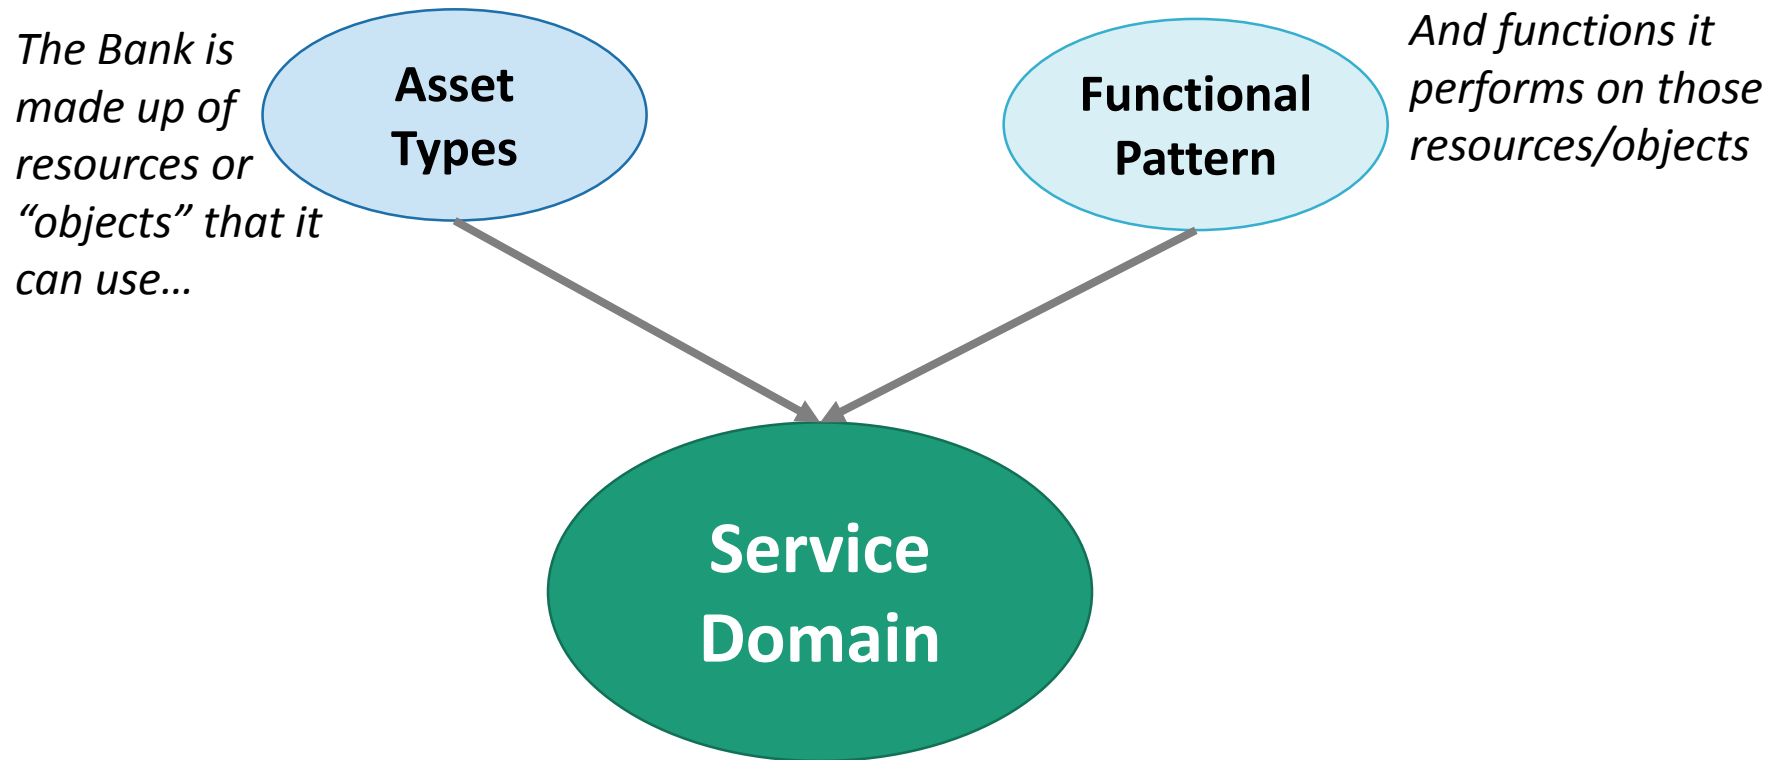 The Bank is
made up of
resources or
“objects” that it
can use…
Asset
Types
Functional
Pattern
And functions it
performs on those
resources/objects
Service
Domain